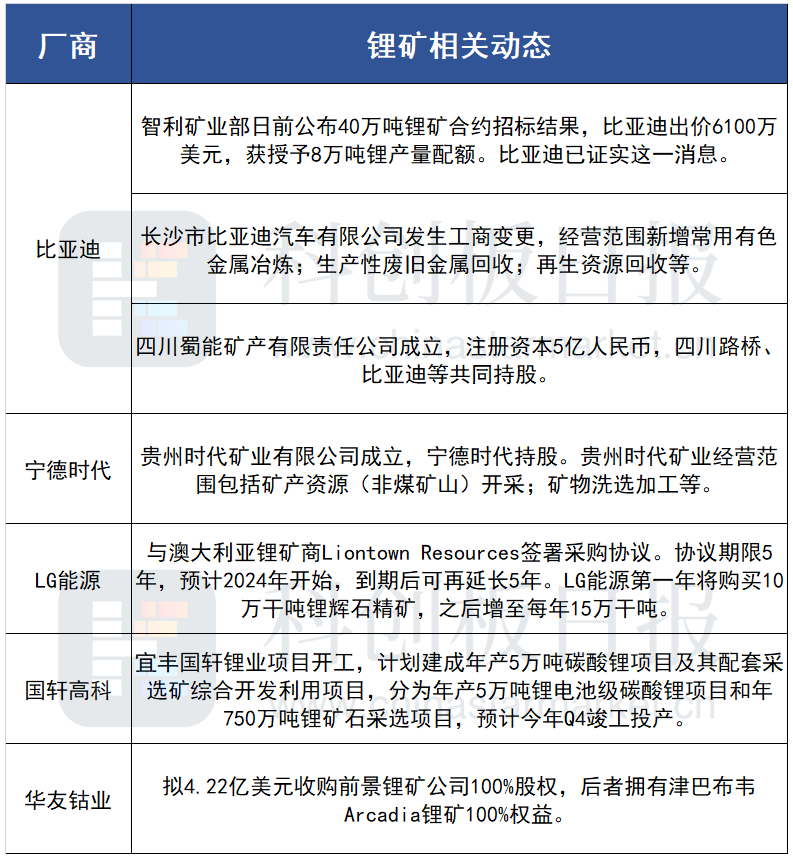 厂商
锂矿相关动态
比亚迪
智利矿业部日前公布40万吨锂矿合约招标结果，比亚迪出价6100万
美元，获授予8万吨锂产量配额。比亚迪已证实这一消息。
长沙市比亚迪汽车有限公司发生工商变更，经营范围新增常用有色
金属冶炼；生产性废旧金属回收；再生资源回收等。
四川蜀能矿产有限责任公司成立，注册资本5亿人民币，四川路桥、
比亚迪等共同持股。
宁德时代
贵州时代矿业有限公司成立，宁德时代持股。贵州时代矿业经营范
围包括矿产资源（非煤矿山）开采；矿物洗选加工等。
LG能源
与澳大利亚锂矿商Liontown Resources签署采购协议。协议期限5
年，预计2024年开始，到期后可再延长5年。LG能源第一年将购买10
万干吨锂辉石精矿，之后增至每年15万干吨。
国轩高科
宜丰国轩锂业项目开工，计划建成年产5万吨碳酸锂项目及其配套采
选矿综合开发利用项目，分为年产5万吨锂电池级碳酸锂项目和年
750万吨锂矿石采选项目，预计今年Q4竣工投产。
华友钴业
拟4.22亿美元收购前景锂矿公司100%股权，后者拥有津巴布韦
Arcadia锂矿100%权益。
科创板日报
www.chinastarmarket.cn
科创板日报
www.chinastarmarket.cn